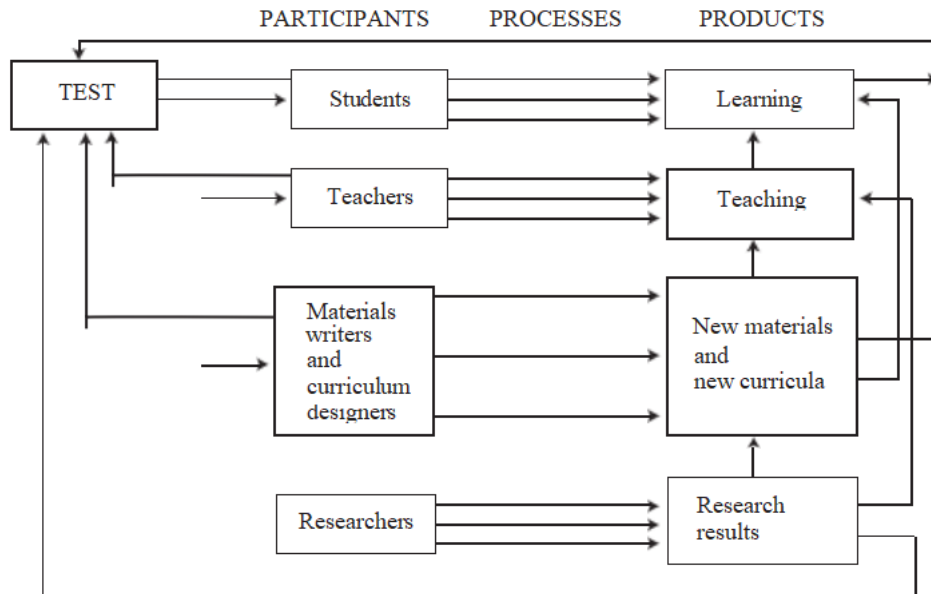 PARTICIPANTS PROCESSES PRODUCTS
TEST
Students
Learning
Teachers
Teaching
Materials
writers
and
curriculum
designers
New materials
and
new curricula
Researchers
Research
results